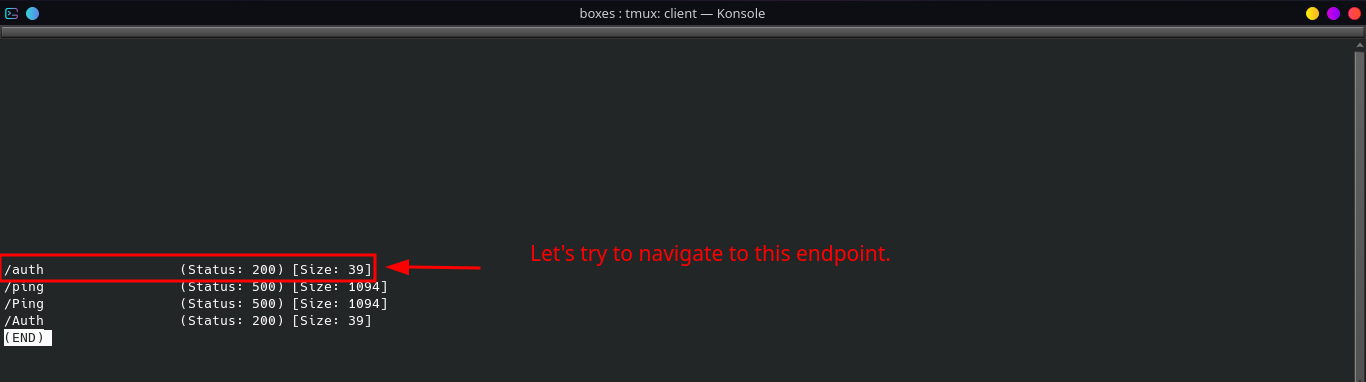 boxes : tmux: client — Konsole
Let's try to navigate to this endpoint.
/auth (Status: 200) [Size: 39]
/ping (Status: 500) [Size: 1094]
/Ping (Status: 500) [Size: 1094]
/Auth (Status: 200) [Size: 39]
(END)